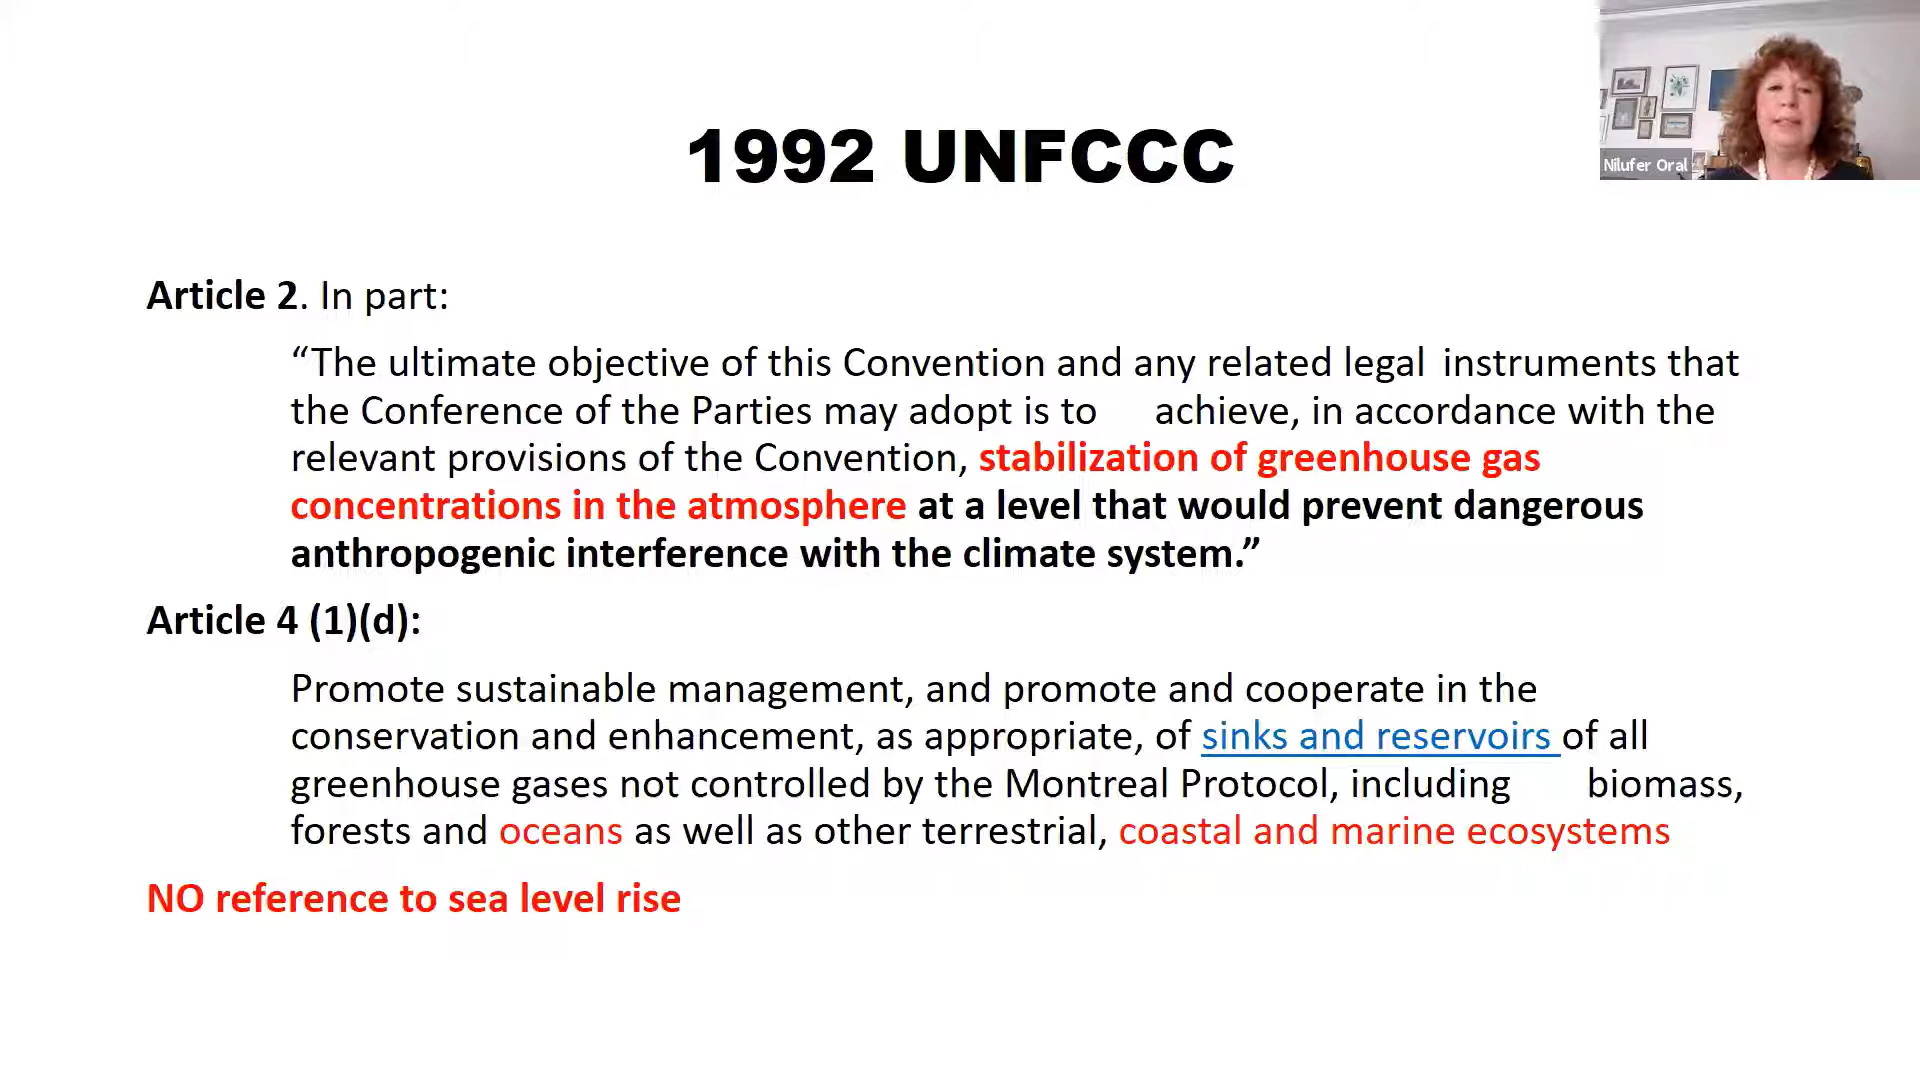 1992 UNFCCC
Nilufer Oral
Article 2. In part:
“The ultimate objective of this Convention and any related legal instruments that
the Conference of the Parties may adopt is to achieve, in accordance with the
relevant provisions of the Convention, stabilization of greenhouse gas
concentrations in the atmosphere at a level that would prevent dangerous
anthropogenic interference with the climate system.”
Article 4 (1)(d):
Promote sustainable management, and promote and cooperate in the
conservation and enhancement, as appropriate, of sinks and reservoirs of all
greenhouse gases not controlled by the Montreal Protocol, including biomass,
forests and oceans as well as other terrestrial, coastal and marine ecosystems
NO reference to sea level rise